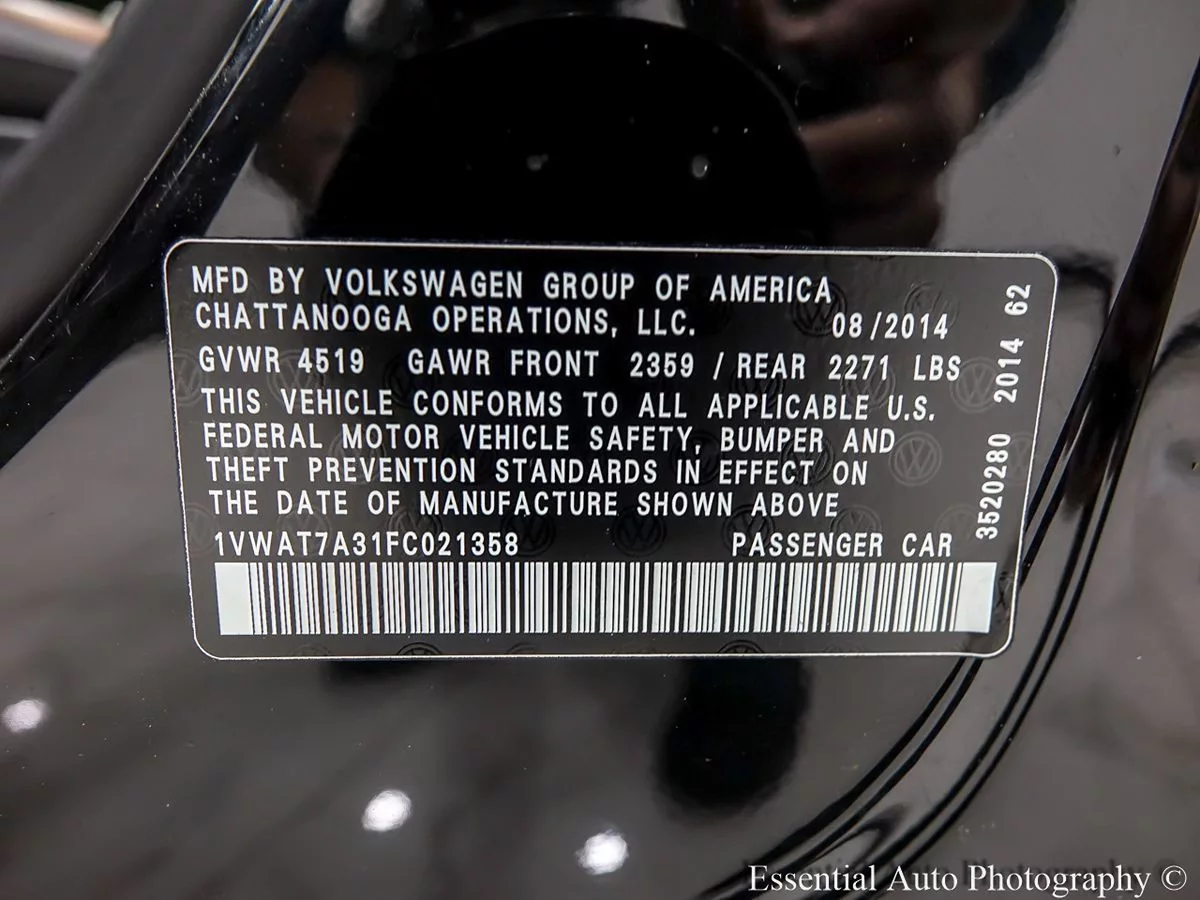 MFD BY VOLKSWAGEN GROUP OF AMERICA
CHATTANOOGA OPERATIONS, LLC. 08/2014
GVWR 4519 GAWR FRONT 2359 / REAR 2271 LBS
THIS VEHICLE CONFORMS TO ALL APPLICABLE U.S.
FEDERAL MOTOR VEHICLE SAFETY, BUMPER AND
THEFT PREVENTION STANDARDS IN EFFECT ON
THE DATE OF MANUFACTURE SHOWN ABOVE
1VWAT7A31FC021358 PASSENGER CAR
3520280 2014 62
Essential Auto Photography ©